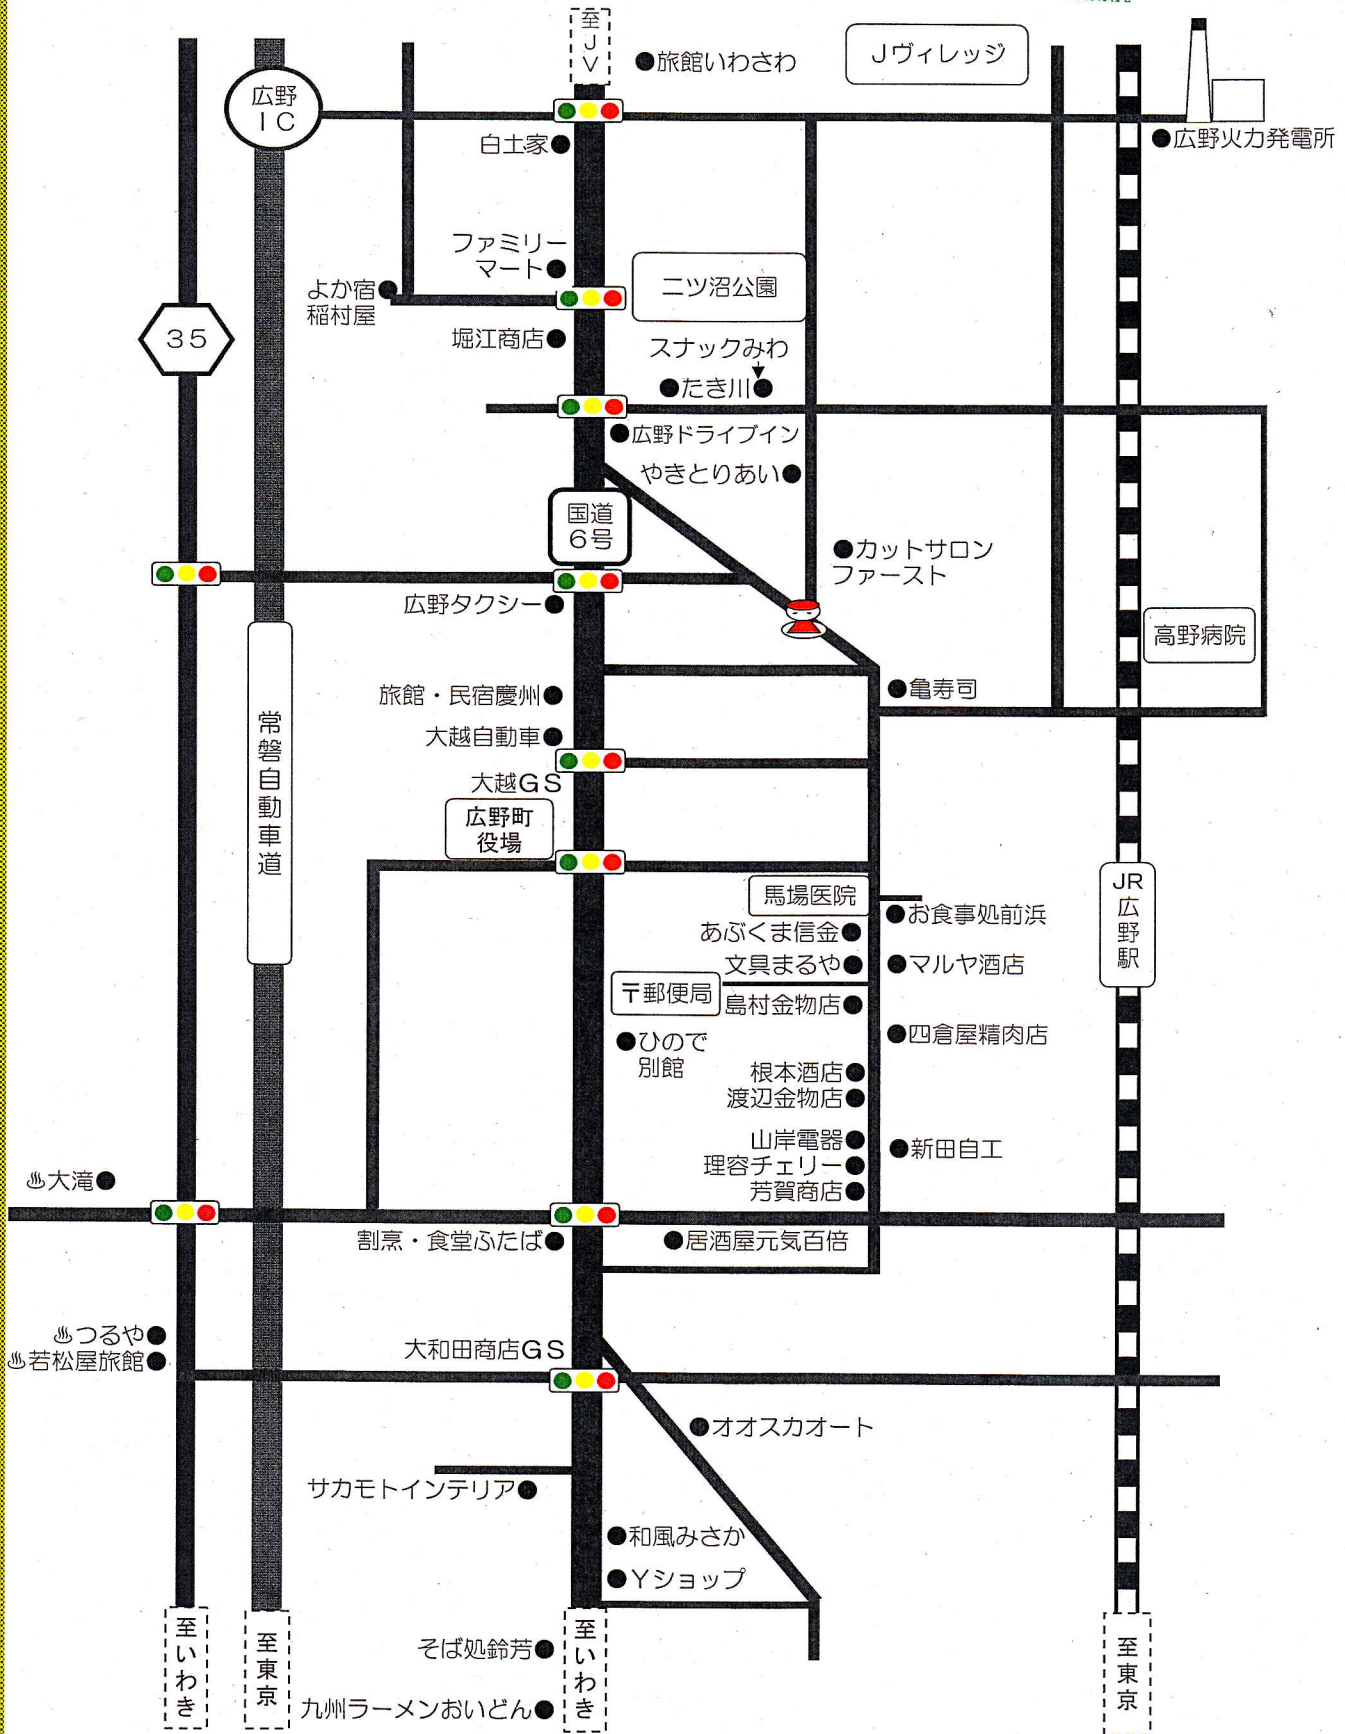 至JV
旅館いわさわ
Jヴィレッジ
広野
IC
白土家
広野火力発電所
ファミリー
マート
よか宿
稲村屋
二ツ沼公園
35
堀江商店
スナックみわ
たき川
広野ドライブイン
やきとりあい
国道
6号
カットサロン
ファースト
広野タクシー
高野病院
旅館・民宿慶州
亀寿司
常磐自動車道
大越自動車
大越GS
広野町
役場
馬場医院
JR広野駅
お食事処前浜
あぶくま信金
文具まるや
マルヤ酒店
〒郵便局
島村金物店
四倉屋精肉店
ひので
別館
根本酒店
渡辺金物店
山岸電器
新田自工
理容チェリー
芳賀商店
♨大滝
割烹・食堂ふたば
居酒屋元気百倍
♨つるや
♨若松屋旅館
大和田商店GS
オオスカオート
サカモトインテリア
和風みさか
Yショップ
至いわき
至東京
そば処鈴芳
至いわき
至東京
九州ラーメンおいどん